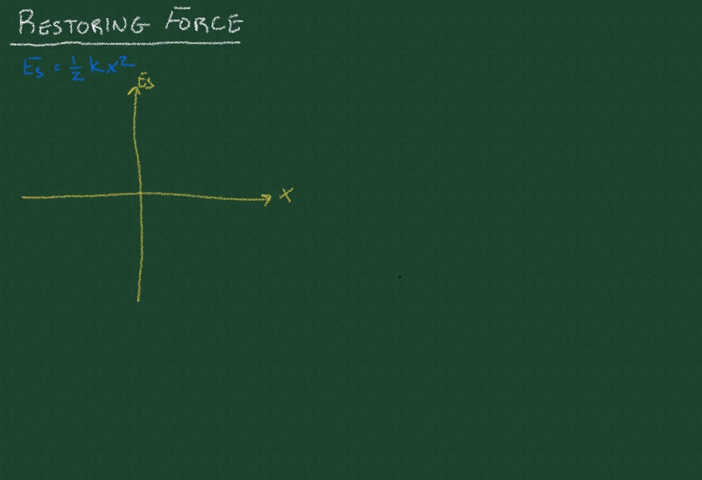 RESTORING FORCE
Es = 1/2 kx²
Es
x